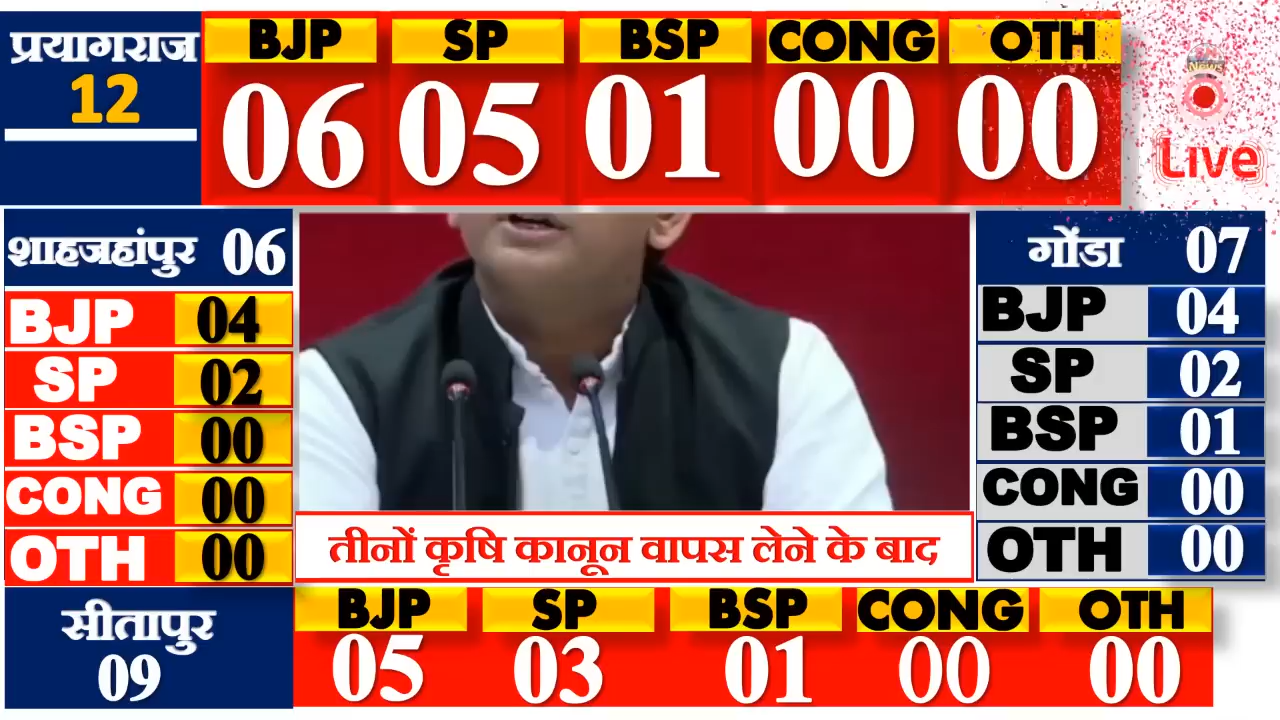 प्रयागराज
12
BJP SP BSP CONG OTH
06 05 01 00 00
News
Live
शाहजहांपुर 06
BJP 04
SP 02
BSP 00
CONG 00
OTH 00
गोंडा 07
BJP 04
SP 02
BSP 01
CONG 00
OTH 00
तीनों कृषि कानून वापस लेने के बाद
सीतापुर
09
BJP SP BSP CONG OTH
05 03 01 00 00